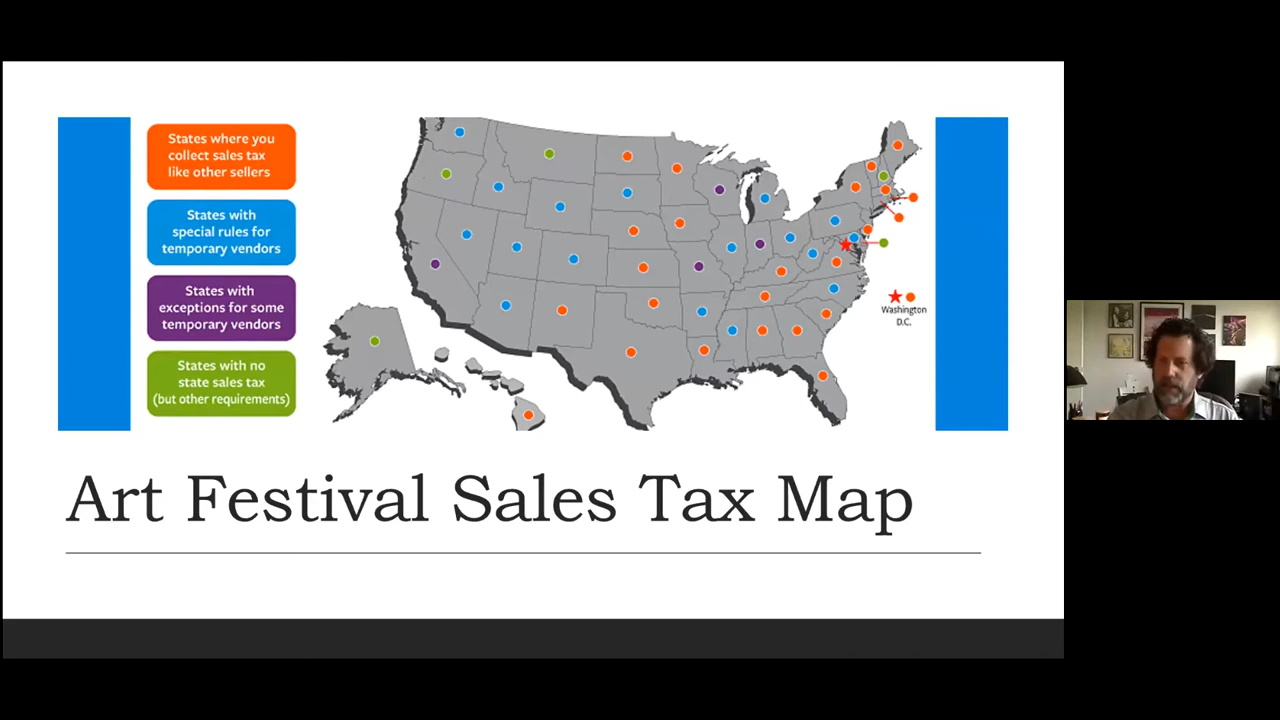 States where you
collect sales tax
like other sellers
States with
special rules for
temporary vendors
States with
exceptions for some
temporary vendors
States with no
state sales tax
(but other requirements)
Washington
D.C.
Art Festival Sales Tax Map